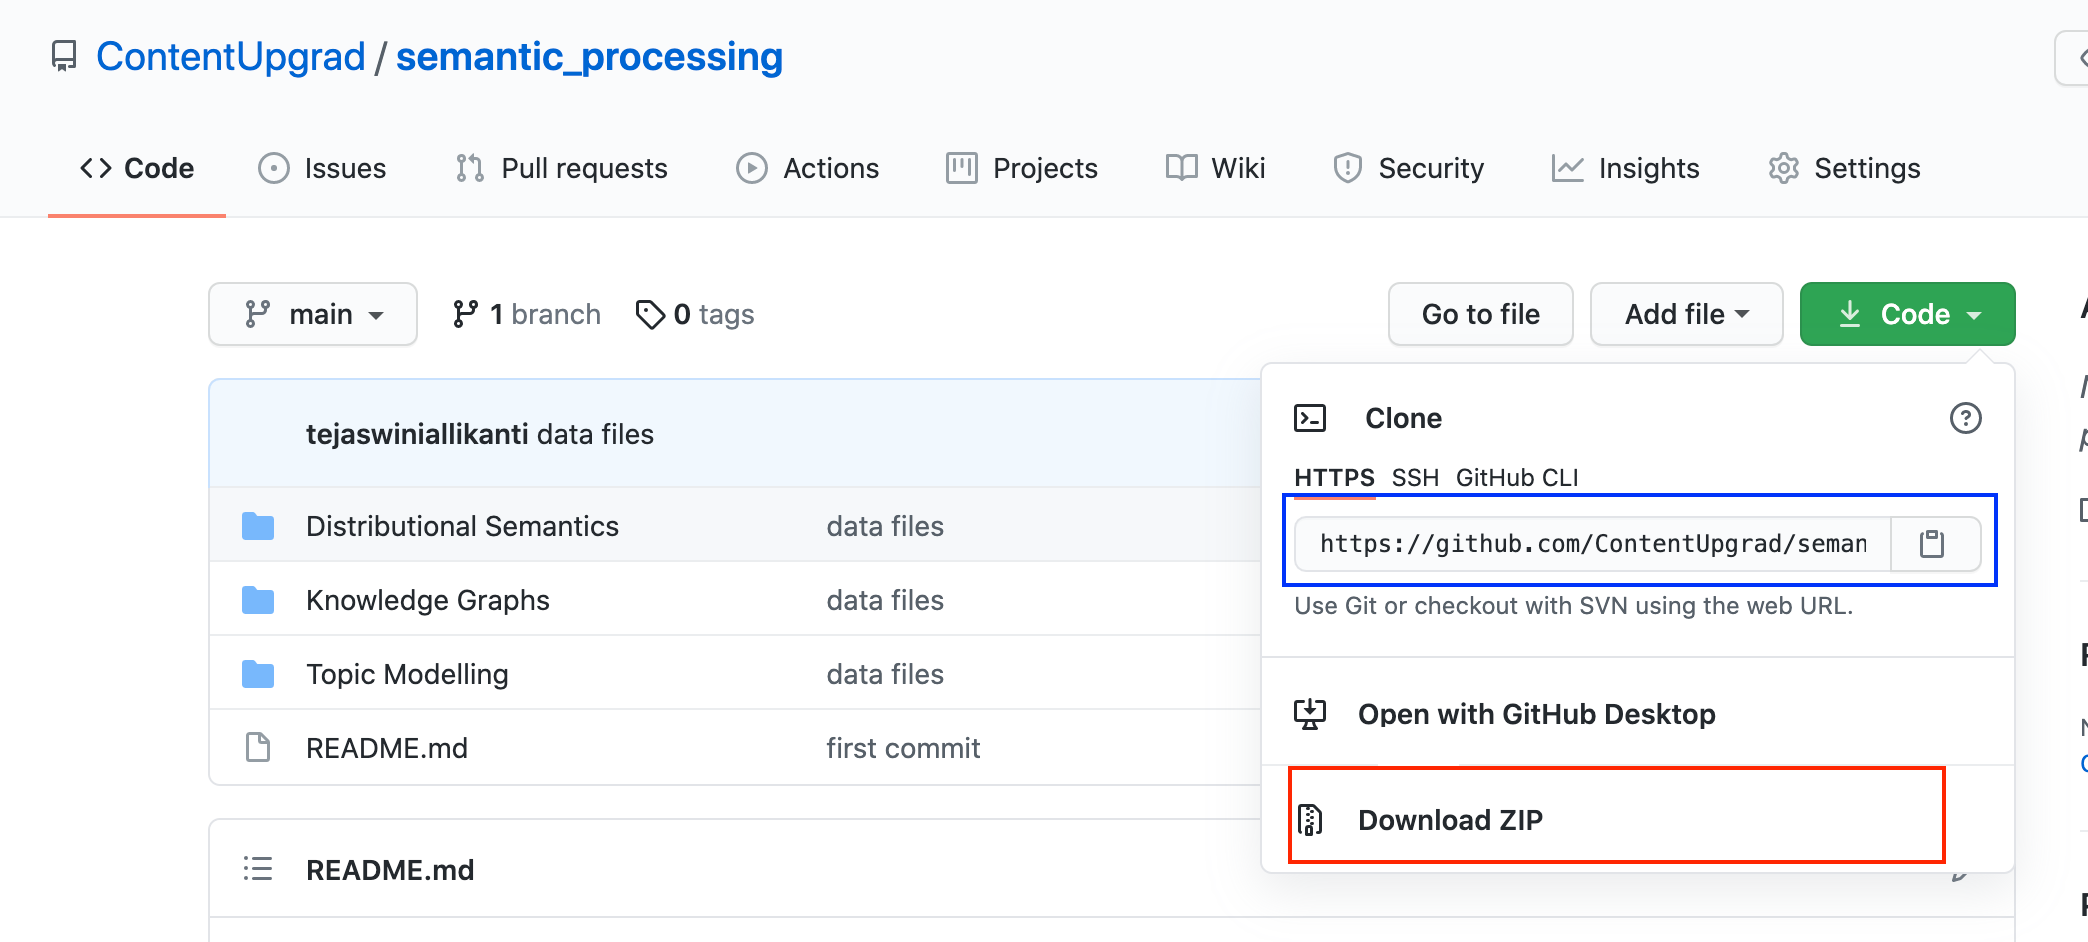 ContentUpgrad / semantic_processing
Code Issues Pull requests Actions Projects Wiki Security Insights Settings
main 1 branch 0 tags Go to file Add file Code
tejaswiniallikanti data files
Distributional Semantics data files
Knowledge Graphs data files
Topic Modelling data files
README.md first commit
README.md
Clone
HTTPS SSH GitHub CLI
https://github.com/ContentUpgrad/seman
Use Git or checkout with SVN using the web URL.
Open with GitHub Desktop
Download ZIP